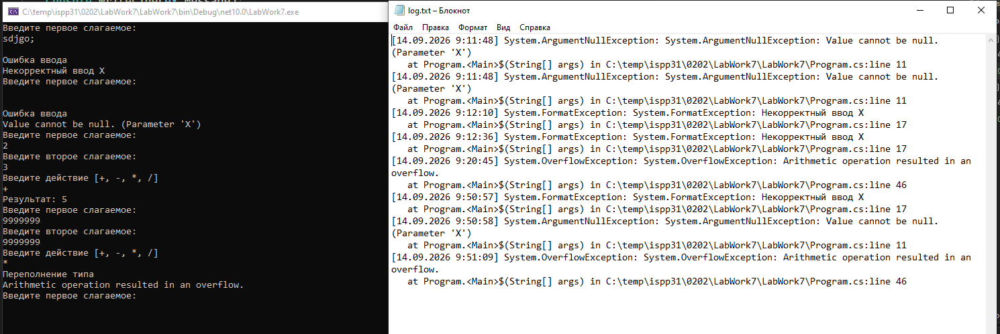 C:\temp\ispp31\0202\LabWork7\LabWork7\bin\Debug\net10.0\LabWork7.exe
Введите первое слагаемое:
sdjgo;
Ошибка ввода
Некорректный ввод X
Введите первое слагаемое:
Ошибка ввода
Value cannot be null. (Parameter 'X')
Введите первое слагаемое:
2
Введите второе слагаемое:
3
Введите действие [+, -, *, /]
+
Результат: 5
Введите первое слагаемое:
9999999
Введите второе слагаемое:
9999999
Введите действие [+, -, *, /]
*
Переполнение типа
Arithmetic operation resulted in an overflow.
Введите первое слагаемое:
log.txt – Блокнот
Файл Правка Формат Вид Справка
[14.09.2026 9:11:48] System.ArgumentNullException: System.ArgumentNullException: Value cannot be null.
(Parameter 'X')
at Program.<Main>$(String[] args) in C:\temp\ispp31\0202\LabWork7\LabWork7\Program.cs:line 11
[14.09.2026 9:11:48] System.ArgumentNullException: System.ArgumentNullException: Value cannot be null.
(Parameter 'X')
at Program.<Main>$(String[] args) in C:\temp\ispp31\0202\LabWork7\LabWork7\Program.cs:line 11
[14.09.2026 9:12:10] System.FormatException: System.FormatException: Некорректный ввод X
at Program.<Main>$(String[] args) in C:\temp\ispp31\0202\LabWork7\LabWork7\Program.cs:line 17
[14.09.2026 9:12:36] System.FormatException: System.FormatException: Некорректный ввод X
at Program.<Main>$(String[] args) in C:\temp\ispp31\0202\LabWork7\LabWork7\Program.cs:line 17
[14.09.2026 9:20:45] System.OverflowException: System.OverflowException: Arithmetic operation resulted in an
overflow.
at Program.<Main>$(String[] args) in C:\temp\ispp31\0202\LabWork7\LabWork7\Program.cs:line 46
[14.09.2026 9:50:57] System.FormatException: System.FormatException: Некорректный ввод X
at Program.<Main>$(String[] args) in C:\temp\ispp31\0202\LabWork7\LabWork7\Program.cs:line 17
[14.09.2026 9:50:58] System.ArgumentNullException: System.ArgumentNullException: Value cannot be null.
(Parameter 'X')
at Program.<Main>$(String[] args) in C:\temp\ispp31\0202\LabWork7\LabWork7\Program.cs:line 11
[14.09.2026 9:51:09] System.OverflowException: System.OverflowException: Arithmetic operation resulted in an
overflow.
at Program.<Main>$(String[] args) in C:\temp\ispp31\0202\LabWork7\LabWork7\Program.cs:line 46